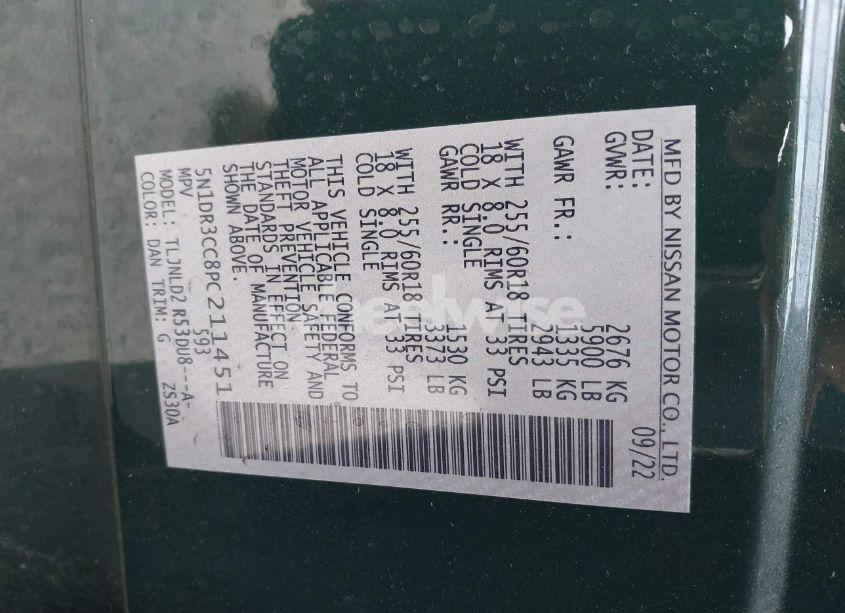 MFD BY NISSAN MOTOR CO., LTD.
DATE: 09/22
GVWR: 2676 KG
5900 LB
GAWR FR.: 1335 KG
2943 LB
WITH 255/60R18 TIRES
18 X 8.0 RIMS AT 33 PSI
COLD SINGLE
GAWR RR.: 1530 KG
3373 LB
WITH 255/60R18 TIRES
18 X 8.0 RIMS AT 33 PSI
COLD SINGLE
THIS VEHICLE CONFORMS TO
ALL APPLICABLE FEDERAL
MOTOR VEHICLE SAFETY AND
THEFT PREVENTION
STANDARDS IN EFFECT ON
THE DATE OF MANUFACTURE
SHOWN ABOVE.
5N1DR3CC8PC211451
MPV 593
MODEL: TLJNLD2 R53DU8---A-
COLOR: DAN TRIM: G ZS30A